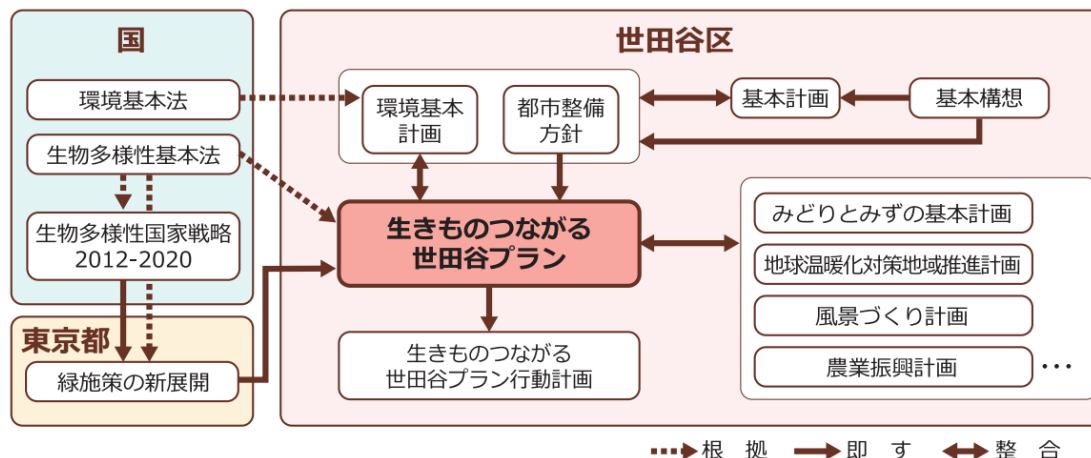 国
環境基本法
生物多様性基本法
生物多様性国家戦略
2012-2020
東京都
緑施策の新展開
世田谷区
環境基本
計画
都市整備
方針
基本計画
基本構想
生きものつながる
世田谷プラン
生きものつながる
世田谷プラン行動計画
みどりとみずの基本計画
地球温暖化対策地域推進計画
風景づくり計画
農業振興計画
…
根 拠
即 す
整 合